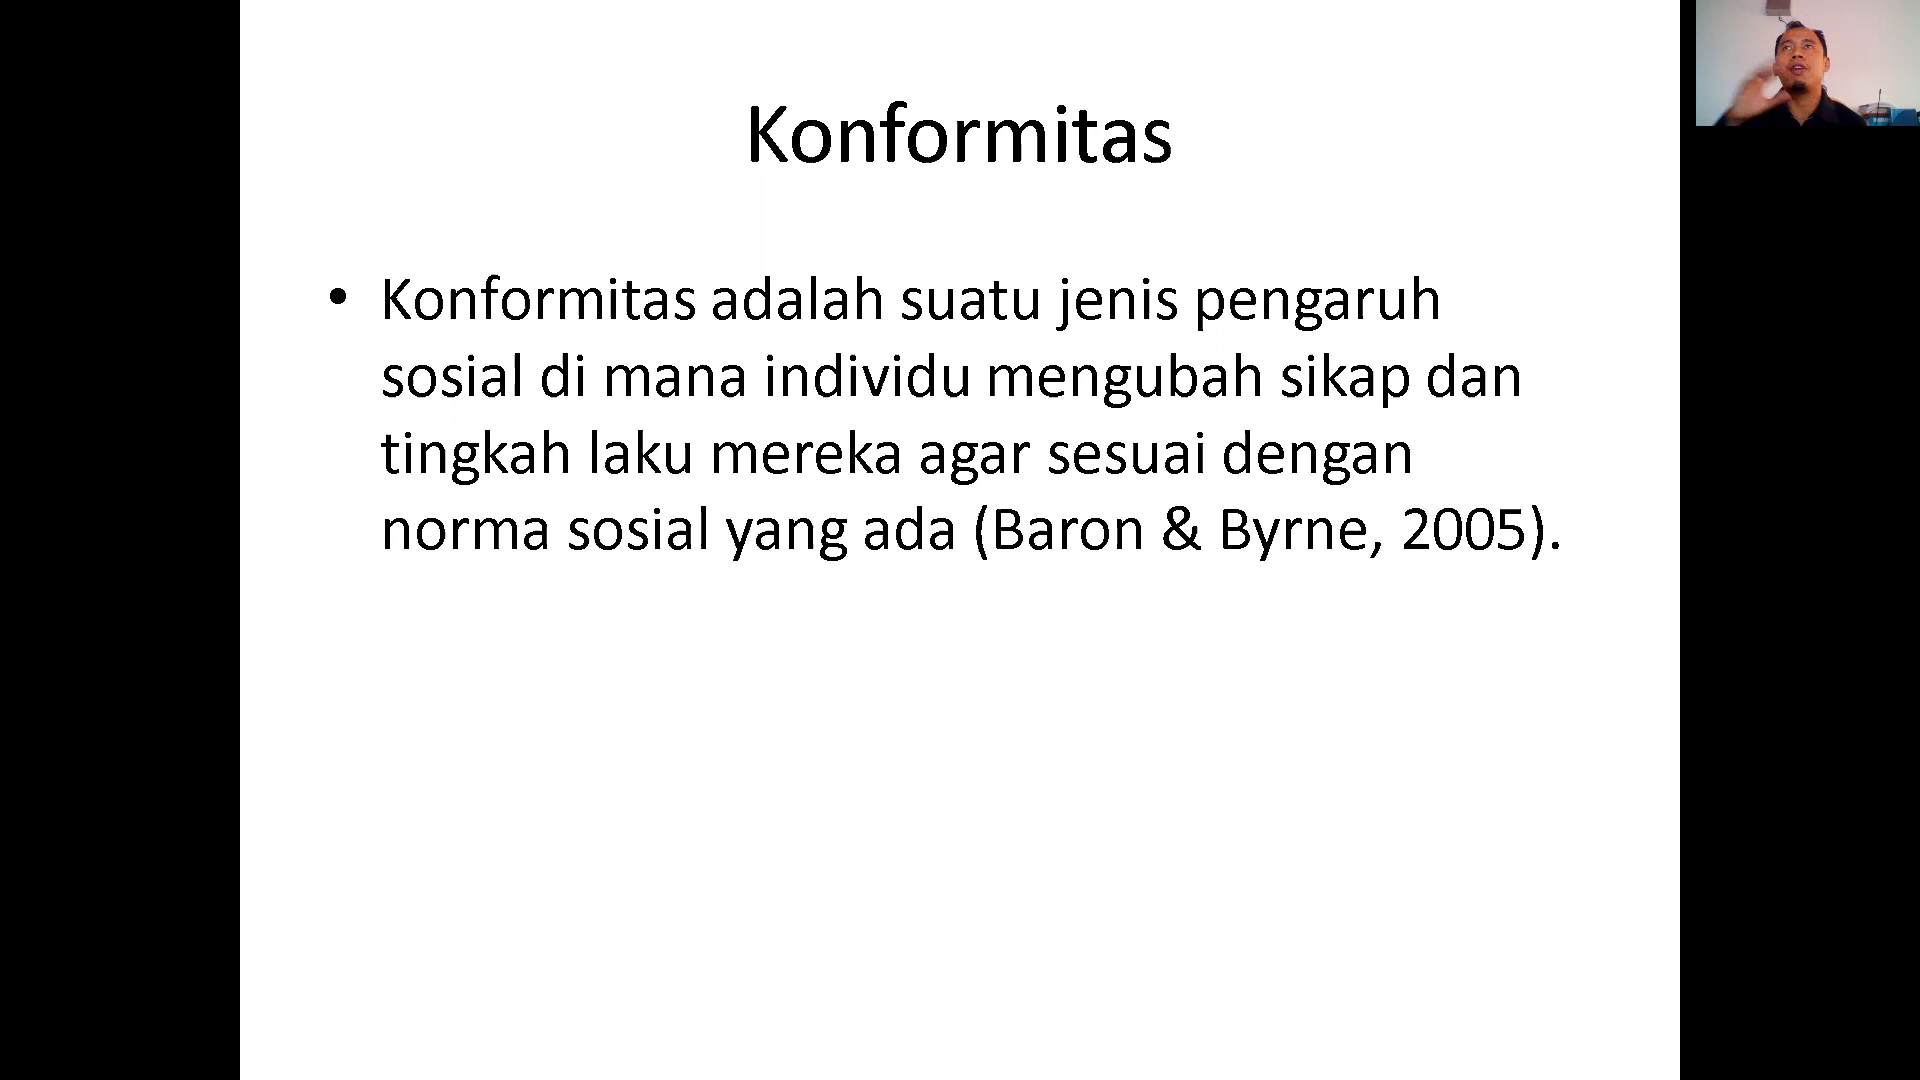 Konformitas
• Konformitas adalah suatu jenis pengaruh
sosial di mana individu mengubah sikap dan
tingkah laku mereka agar sesuai dengan
norma sosial yang ada (Baron & Byrne, 2005).